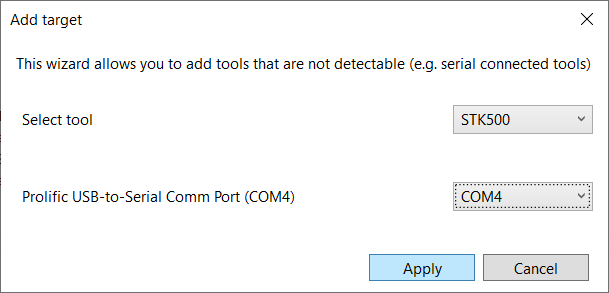 Add target
This wizard allows you to add tools that are not detectable (e.g. serial connected tools)
Select tool STK500
Prolific USB-to-Serial Comm Port (COM4) COM4
Apply Cancel